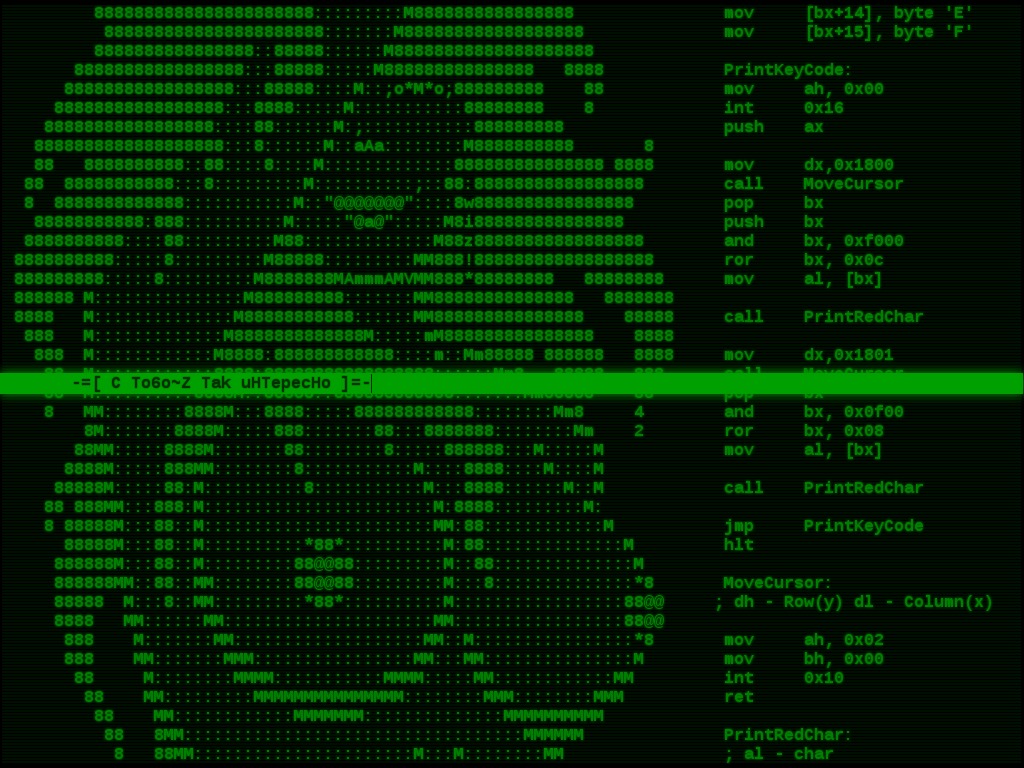 mov [bx+14], byte 'E'
mov [bx+15], byte 'F'
PrintKeyCode:
mov ah, 0x00
int 0x16
push ax
mov dx,0x1800
call MoveCursor
pop bx
push bx
and bx, 0xf000
ror bx, 0x0c
mov al, [bx]
call PrintRedChar
mov dx,0x1801
call MoveCursor
-=[ C To6o~Z Tak uHTepecHo ]=-
pop bx
and bx, 0x0f00
ror bx, 0x08
mov al, [bx]
call PrintRedChar
jmp PrintKeyCode
hlt
MoveCursor:
; dh - Row(y) dl - Column(x)
mov ah, 0x02
mov bh, 0x00
int 0x10
ret
PrintRedChar:
; al - char